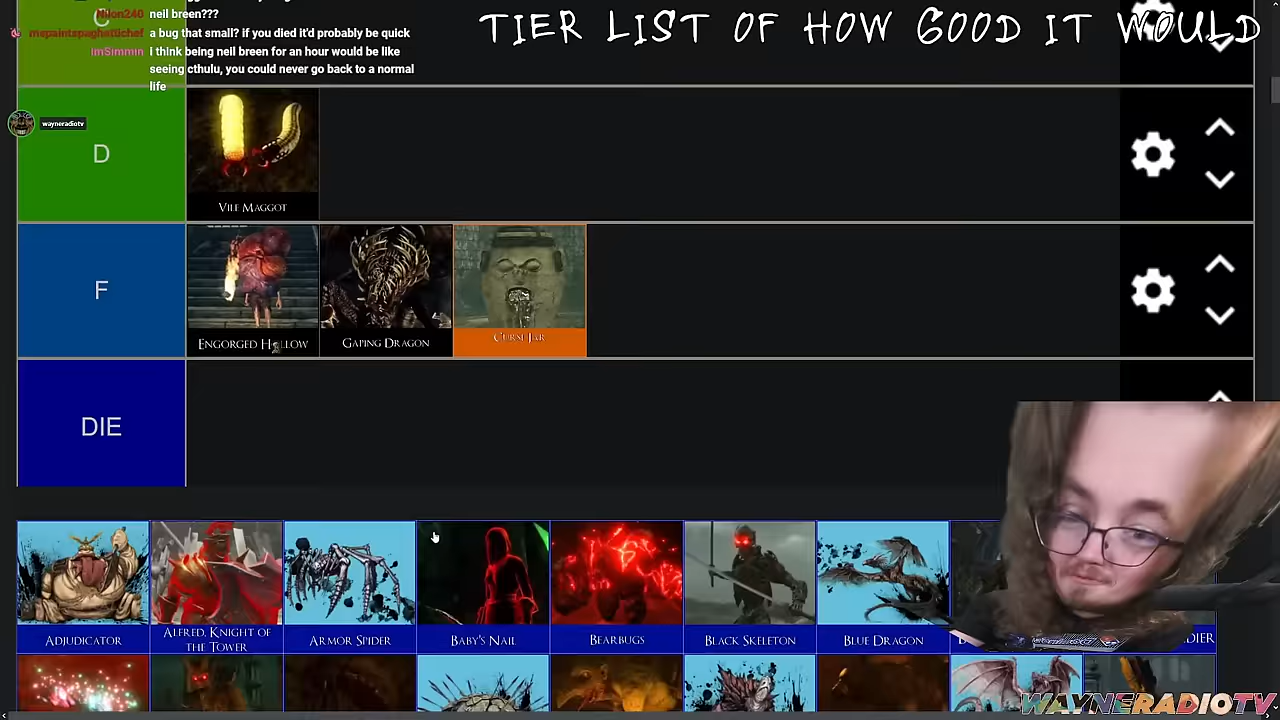 TIER LIST OF HOW GOOD IT WOULD
C
neil breen???
mspaintspaghettichef a bug that small? if you died it'd probably be quick
ImSimmin I think being neil breen for an hour would be like
seeing cthulu, you could never go back to a normal
life
wayneradiotv
D
VILE MAGGOT
F
ENGORGED HOLLOW
GAPING DRAGON
CURSE JAR
DIE
ADJUDICATOR
ALFRED, KNIGHT OF
THE TOWER
ARMOR SPIDER
BABY'S NAIL
BEARBUGS
BLACK SKELETON
BLUE DRAGON
WAYNERADIOTV